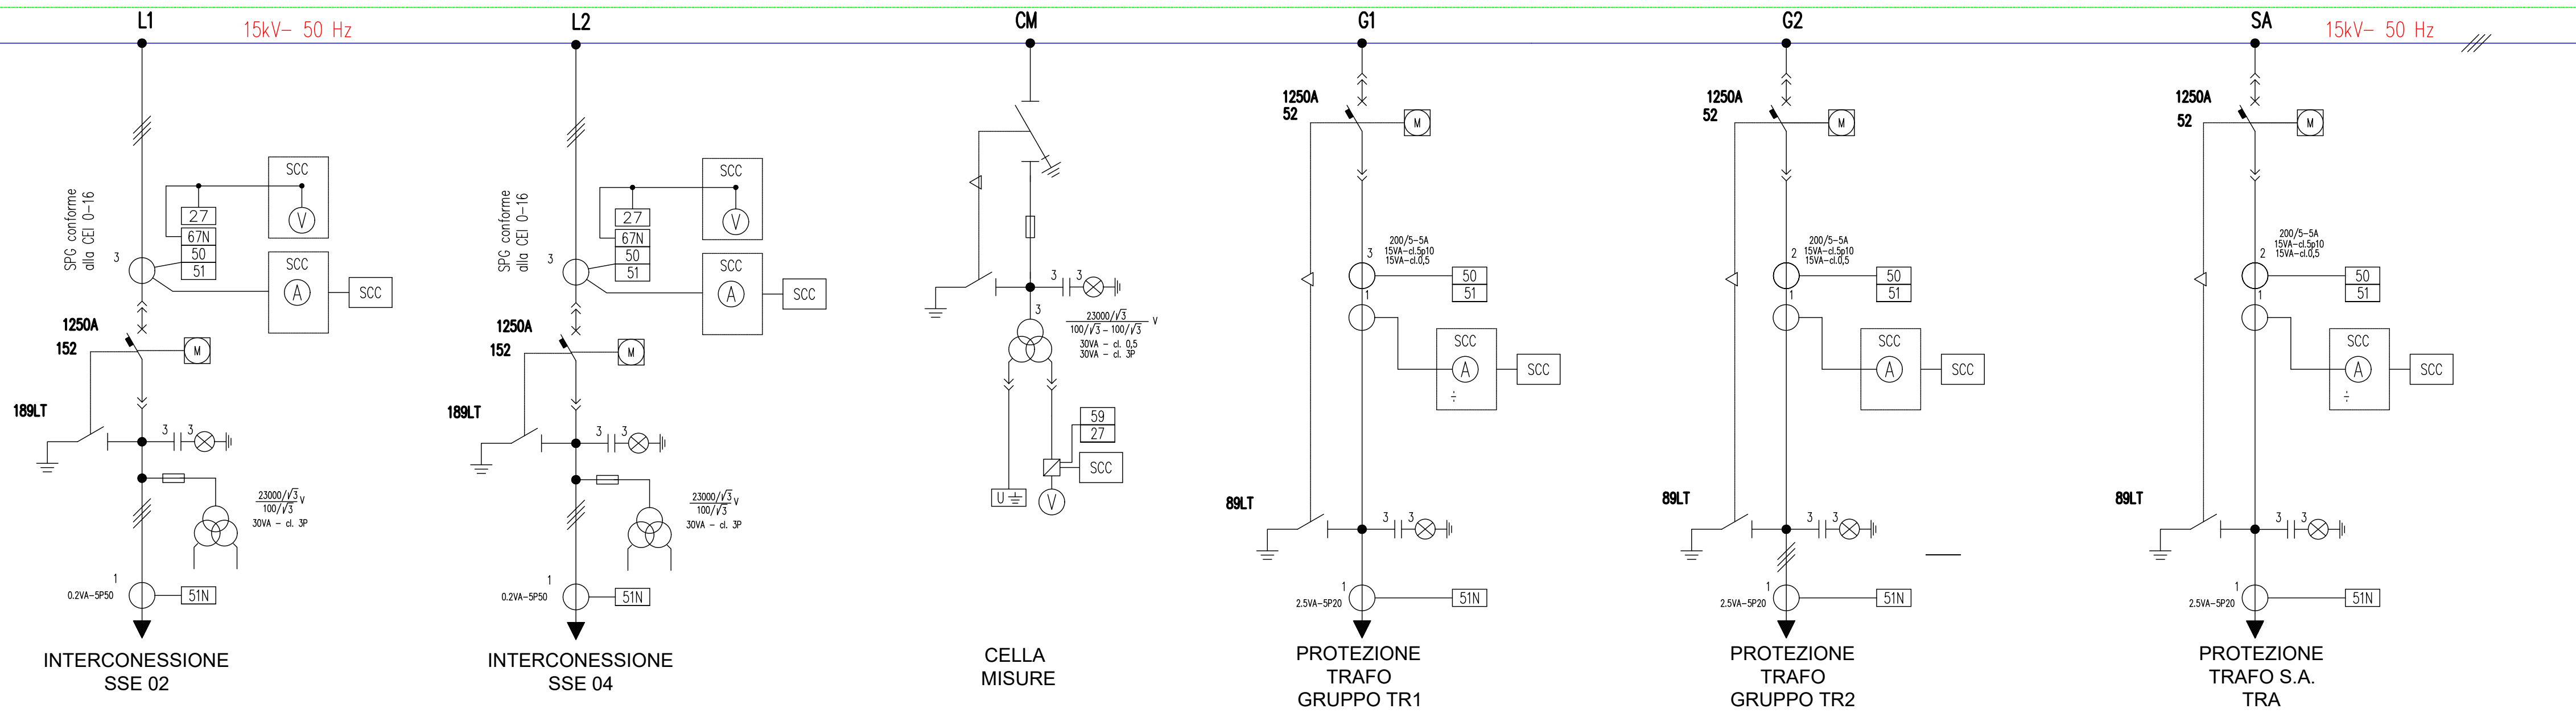 L1
15kV- 50 Hz
L2
CM
G1
G2
SA
15kV- 50 Hz
SPG conforme
alla CEI 0-16
3
27
67N
50
51
SCC
V
SCC
A
SCC
1250A
152
M
189LT
3
3
23000/√3
V
100/√3
30VA - cl. 3P
1
0.2VA-5P50
51N
INTERCONESSIONE
SSE 02
SPG conforme
alla CEI 0-16
3
27
67N
50
51
SCC
V
SCC
A
SCC
1250A
152
M
189LT
3
3
23000/√3
V
100/√3
30VA - cl. 3P
1
0.2VA-5P50
51N
INTERCONESSIONE
SSE 04
3
3
3
23000/√3
V
100/√3 - 100/√3
30VA - cl. 0,5
30VA - cl. 3P
59
27
SCC
U
V
CELLA
MISURE
1250A
52
M
200/5-5A
15VA-cl.5p10
15VA-cl.0,5
3
50
51
1
SCC
A
÷
SCC
89LT
3
3
1
2.5VA-5P20
51N
PROTEZIONE
TRAFO
GRUPPO TR1
1250A
52
M
200/5-5A
15VA-cl.5p10
15VA-cl.0,5
2
50
51
1
SCC
A
÷
SCC
89LT
3
3
1
2.5VA-5P20
51N
PROTEZIONE
TRAFO
GRUPPO TR2
1250A
52
M
200/5-5A
15VA-cl.5p10
15VA-cl.0,5
2
50
51
1
SCC
A
÷
SCC
89LT
3
3
1
2.5VA-5P20
51N
PROTEZIONE
TRAFO S.A.
TRA